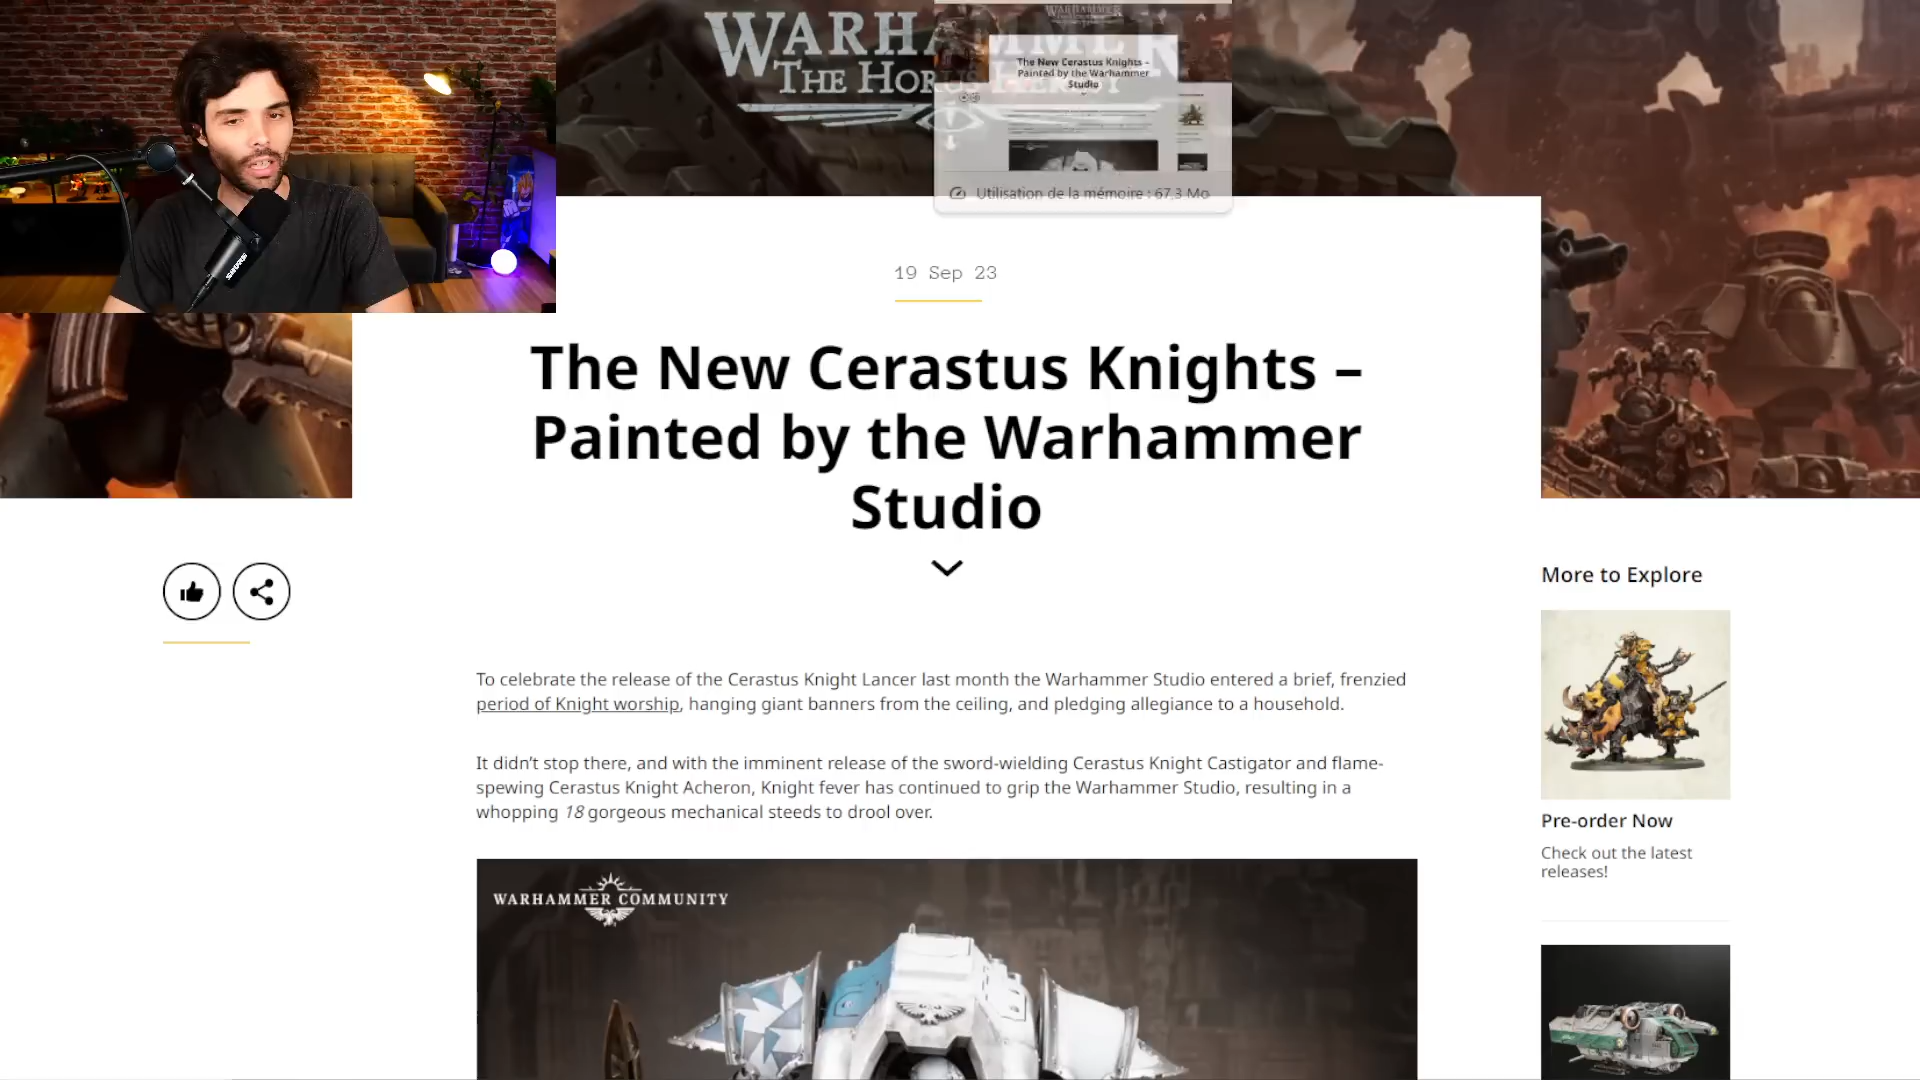 WARHAMMER
THE HORUS HERESY
The New Cerastus Knights –
Painted by the Warhammer
Studio
Utilisation de la mémoire : 67,3 Mo
SHURE
19 Sep 23
The New Cerastus Knights –
Painted by the Warhammer
Studio
More to Explore
To celebrate the release of the Cerastus Knight Lancer last month the Warhammer Studio entered a brief, frenzied
period of Knight worship, hanging giant banners from the ceiling, and pledging allegiance to a household.
It didn’t stop there, and with the imminent release of the sword-wielding Cerastus Knight Castigator and flame-
spewing Cerastus Knight Acheron, Knight fever has continued to grip the Warhammer Studio, resulting in a
whopping 18 gorgeous mechanical steeds to drool over.
Pre-order Now
Check out the latest
releases!
WARHAMMER COMMUNITY